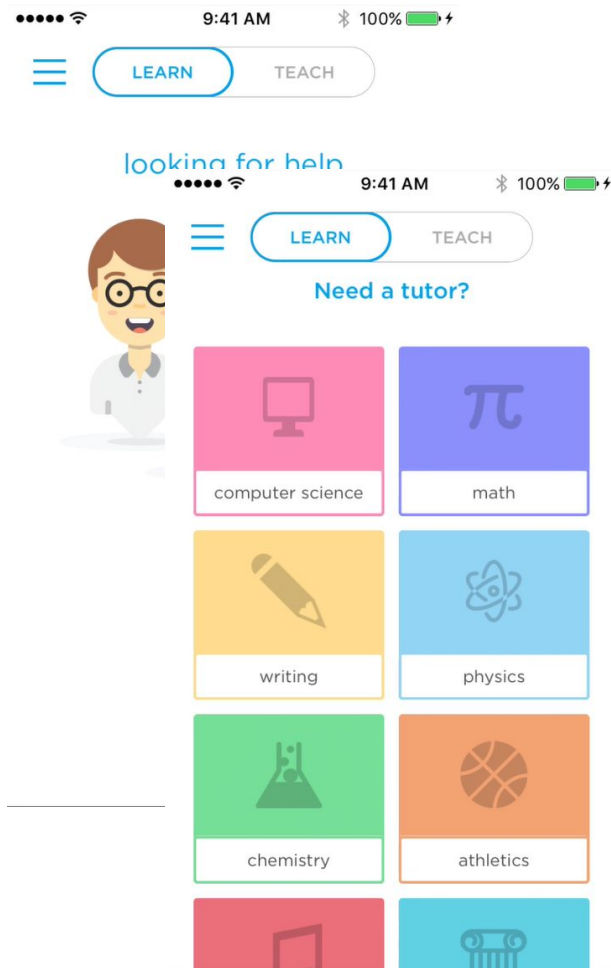 9:41 AM 100%
LEARN TEACH
looking for help
9:41 AM 100%
LEARN TEACH
Need a tutor?
computer science math
writing physics
chemistry athletics